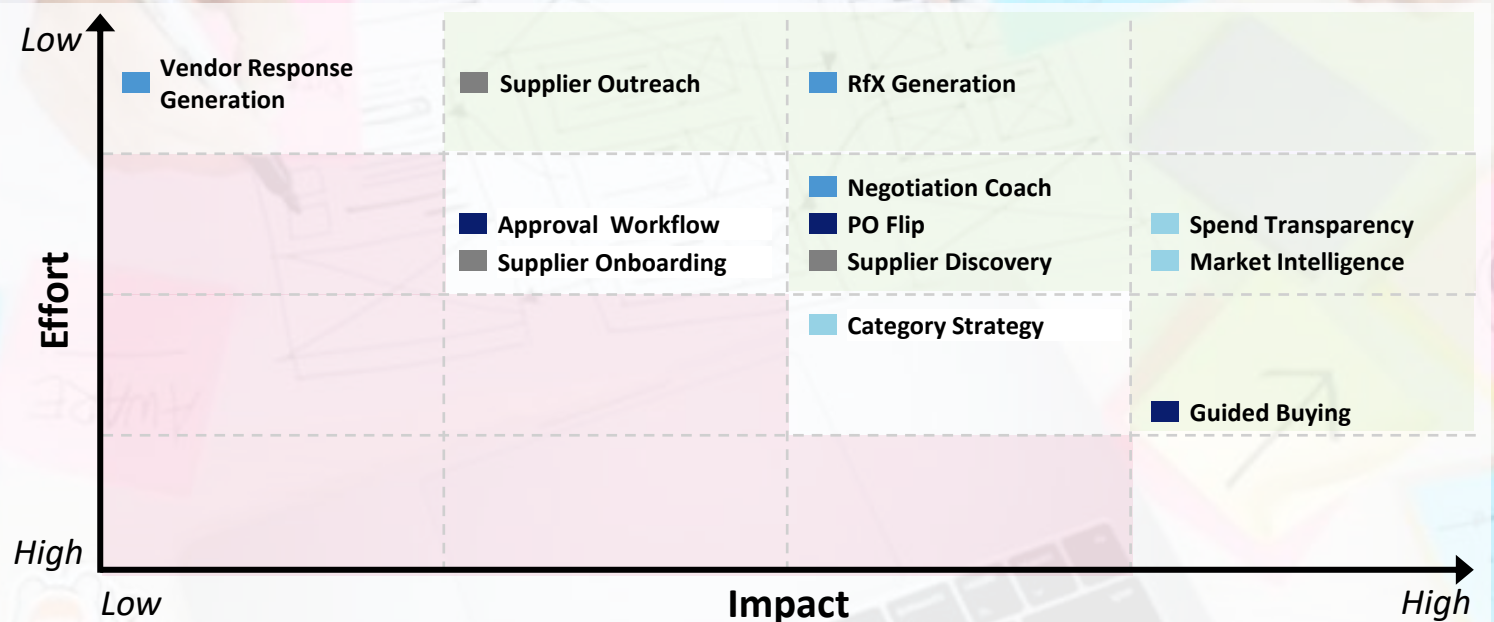 Low
Vendor Response
Generation
Supplier Outreach
RfX Generation
Negotiation Coach
Approval Workflow
PO Flip
Spend Transparency
Supplier Onboarding
Supplier Discovery
Market Intelligence
Category Strategy
Effort
Guided Buying
High
Low
Impact
High